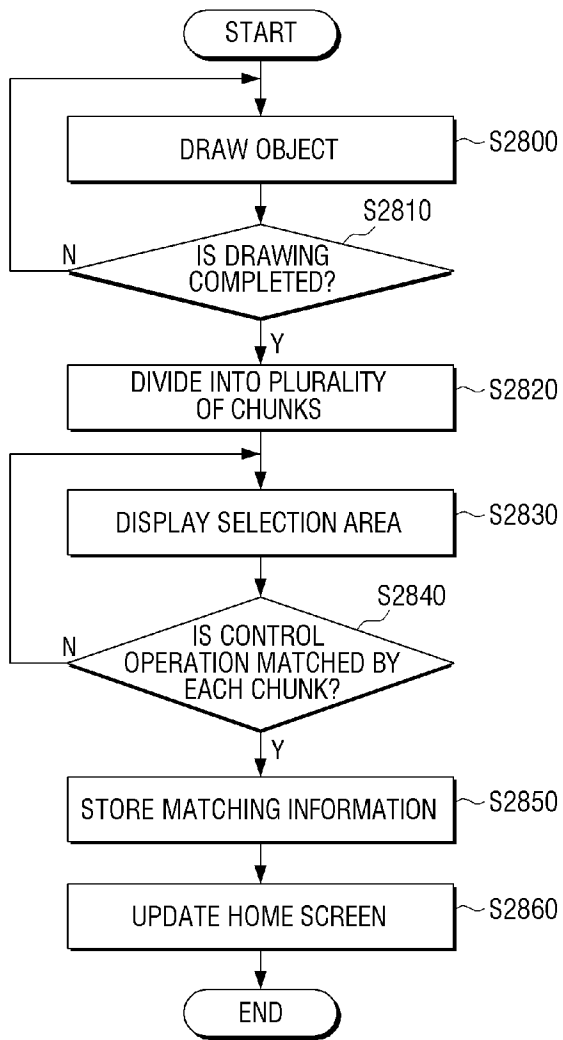 START
DRAW OBJECT
S2800
S2810
N
IS DRAWING
COMPLETED?
Y
DIVIDE INTO PLURALITY
OF CHUNKS
S2820
DISPLAY SELECTION AREA
S2830
S2840
N
IS CONTROL
OPERATION MATCHED BY
EACH CHUNK?
Y
STORE MATCHING INFORMATION
S2850
UPDATE HOME SCREEN
S2860
END